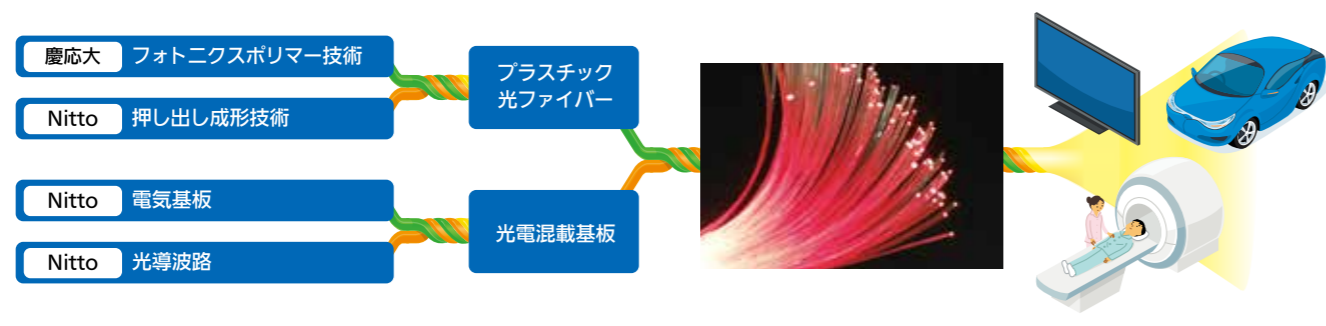 慶応大 フォトニクスポリマー技術
Nitto 押し出し成形技術
プラスチック
光ファイバー
Nitto 電気基板
Nitto 光導波路
光電混載基板